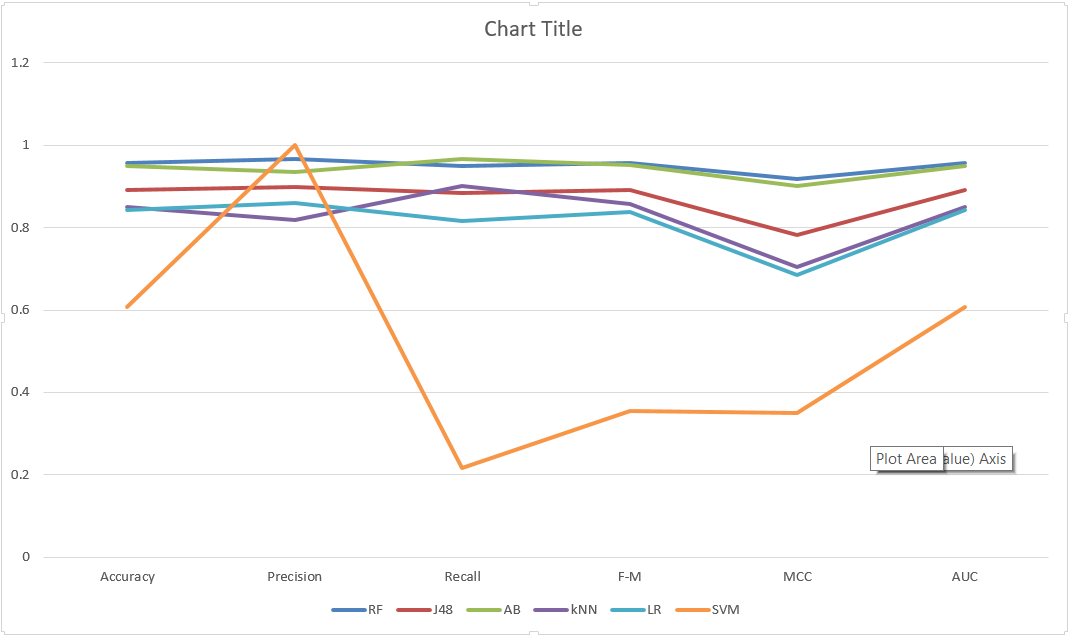 Chart Title
1.2
1
0.8
0.6
0.4
0.2
0
Plot Area alue) Axis
Accuracy Precision Recall F-M MCC AUC
RF J48 AB kNN LR SVM